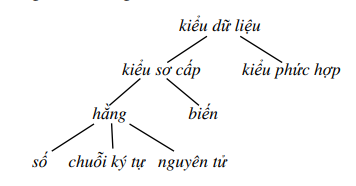 kiểu dữ liệu
kiểu sơ cấp kiểu phức hợp
hằng biến
số chuỗi ký tự nguyên tử